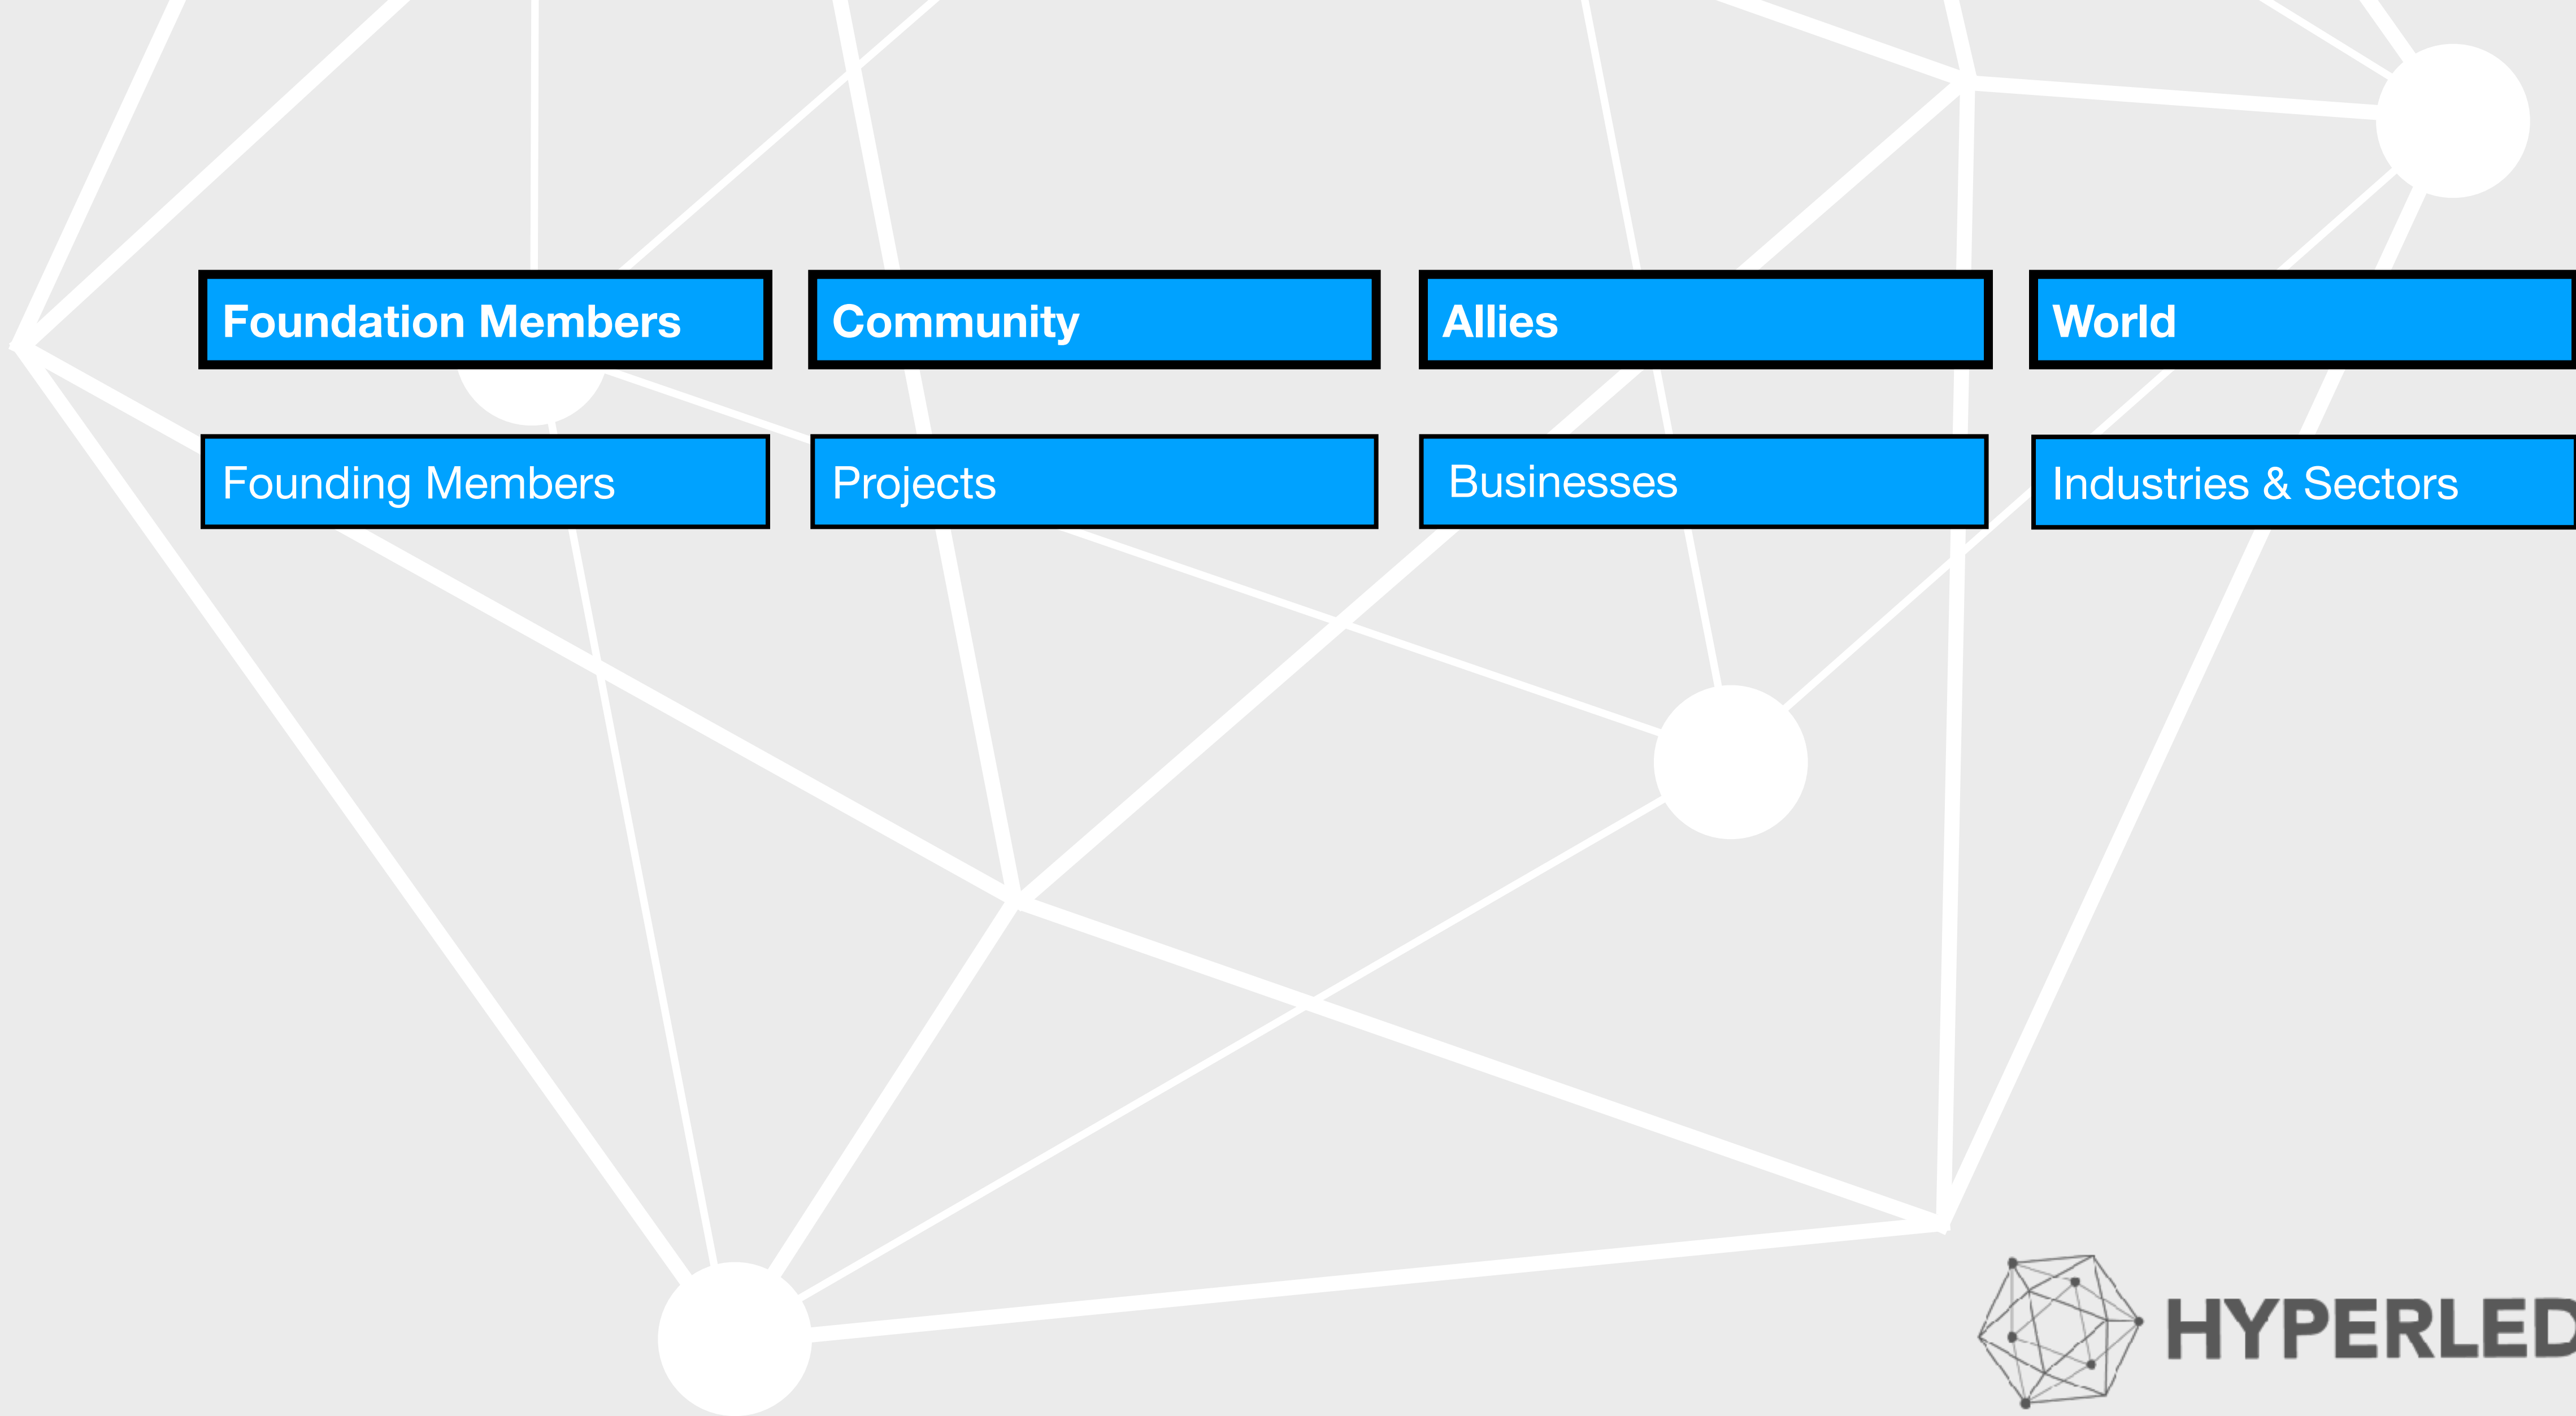 Foundation Members
Community
Allies
World
Founding Members
Projects
Businesses
Industries & Sectors
HYPERLED